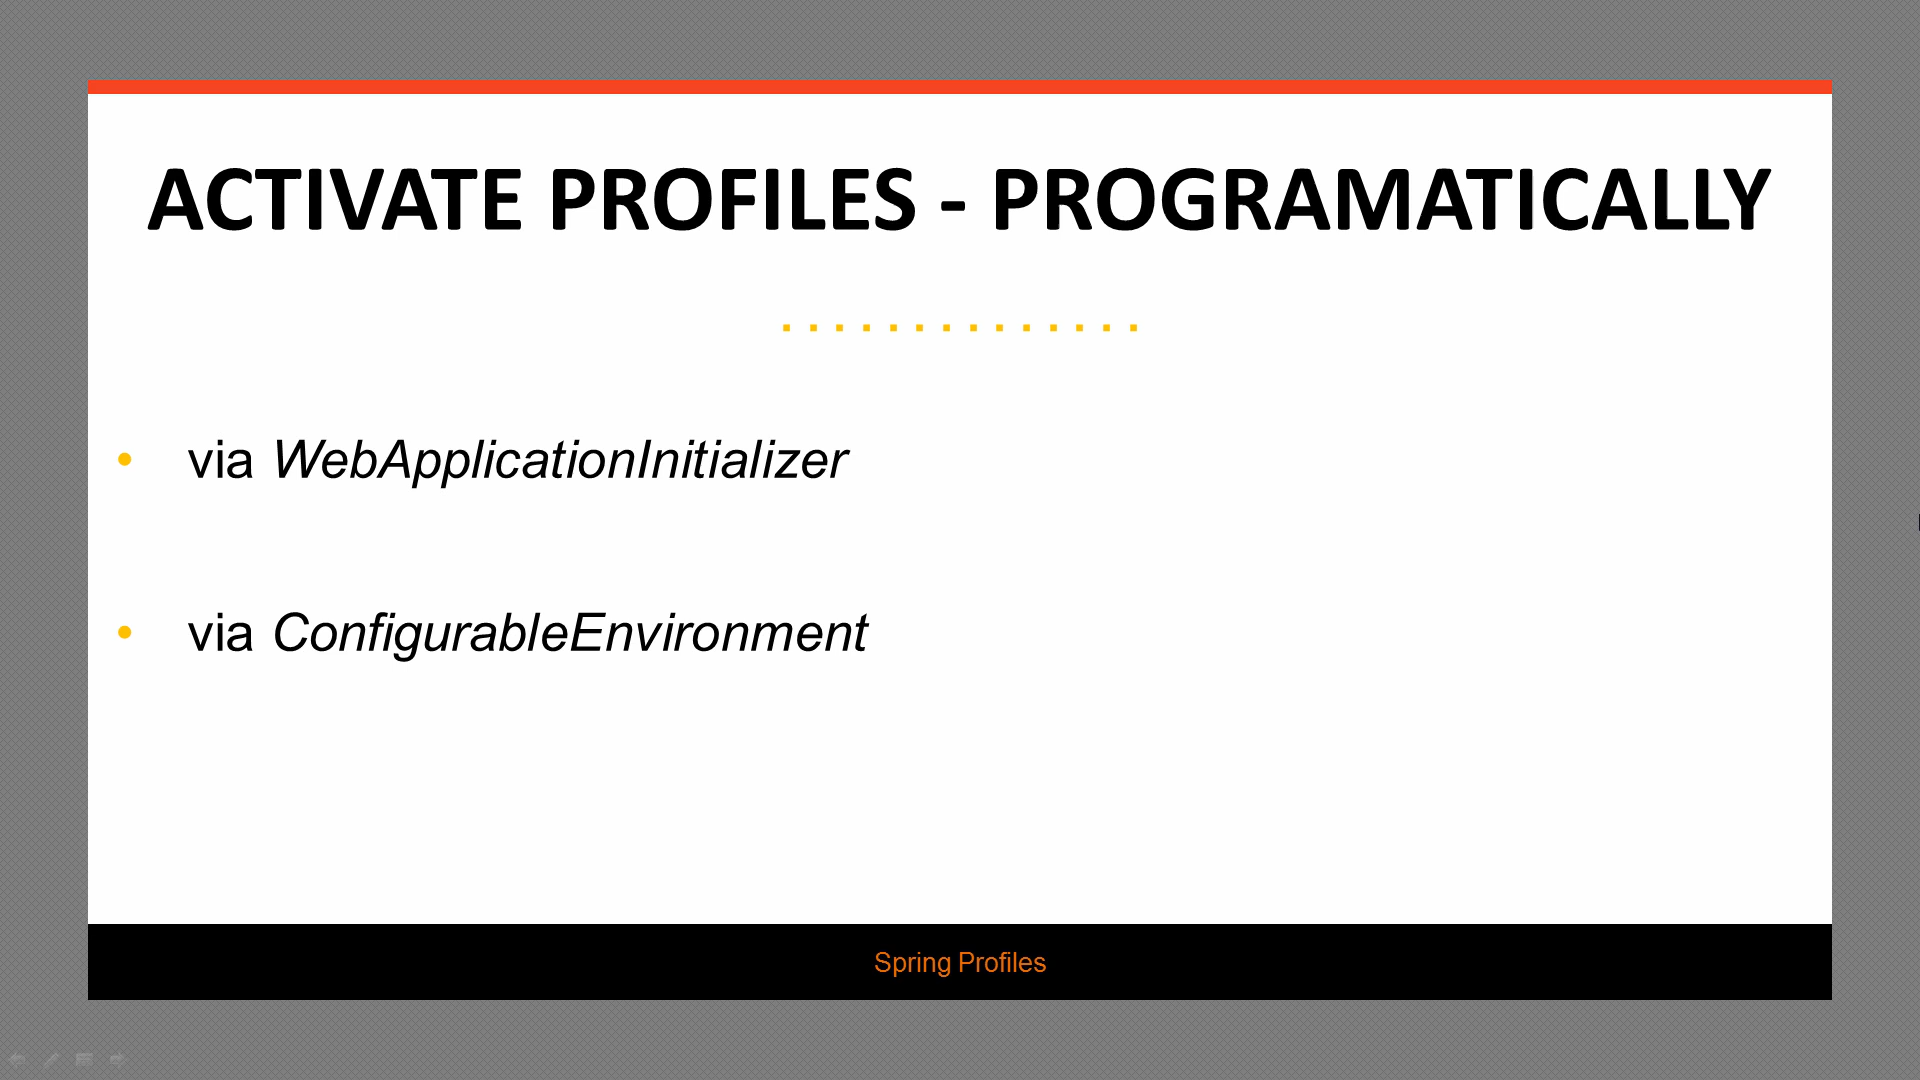 ACTIVATE PROFILES - PROGRAMATICALLY
• via WebApplicationInitializer
• via ConfigurableEnvironment
Spring Profiles